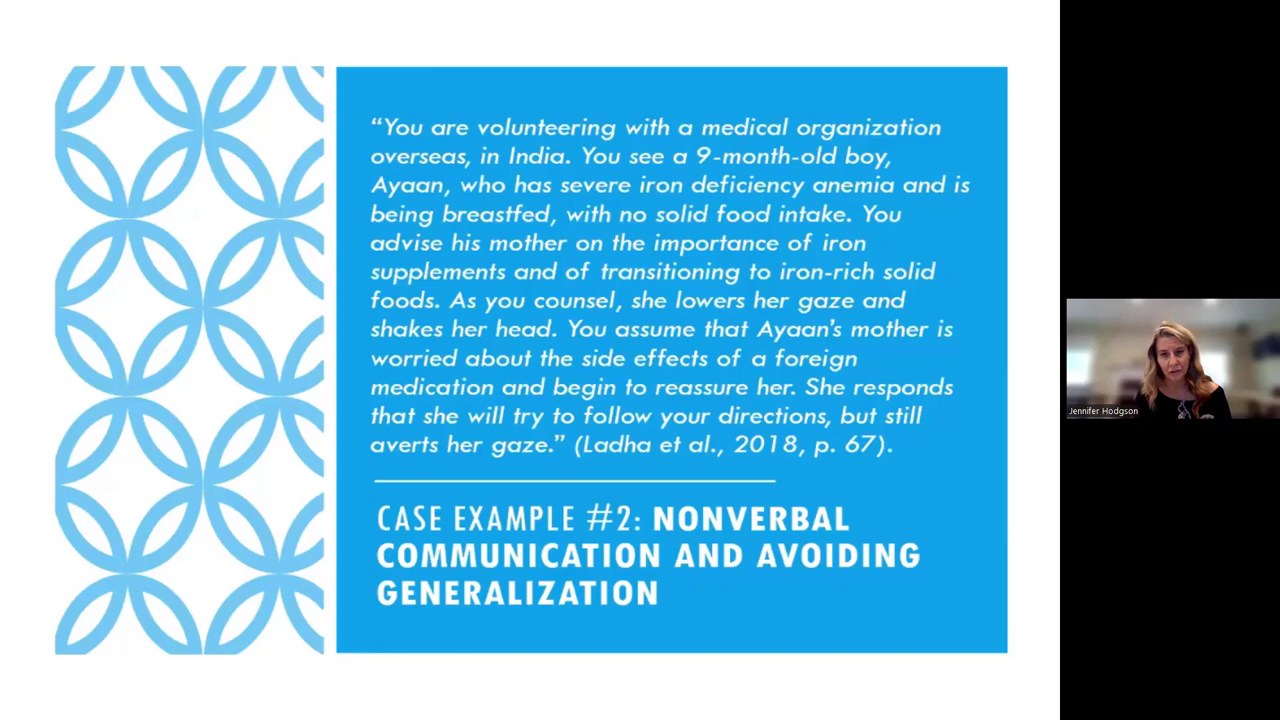 “You are volunteering with a medical organization
overseas, in India. You see a 9-month-old boy,
Ayaan, who has severe iron deficiency anemia and is
being breastfed, with no solid food intake. You
advise his mother on the importance of iron
supplements and of transitioning to iron-rich solid
foods. As you counsel, she lowers her gaze and
shakes her head. You assume that Ayaan’s mother is
worried about the side effects of a foreign
medication and begin to reassure her. She responds
that she will try to follow your directions, but still
averts her gaze.” (Ladha et al., 2018, p. 67).
CASE EXAMPLE #2: NONVERBAL
COMMUNICATION AND AVOIDING
GENERALIZATION
Jennifer Hodgson